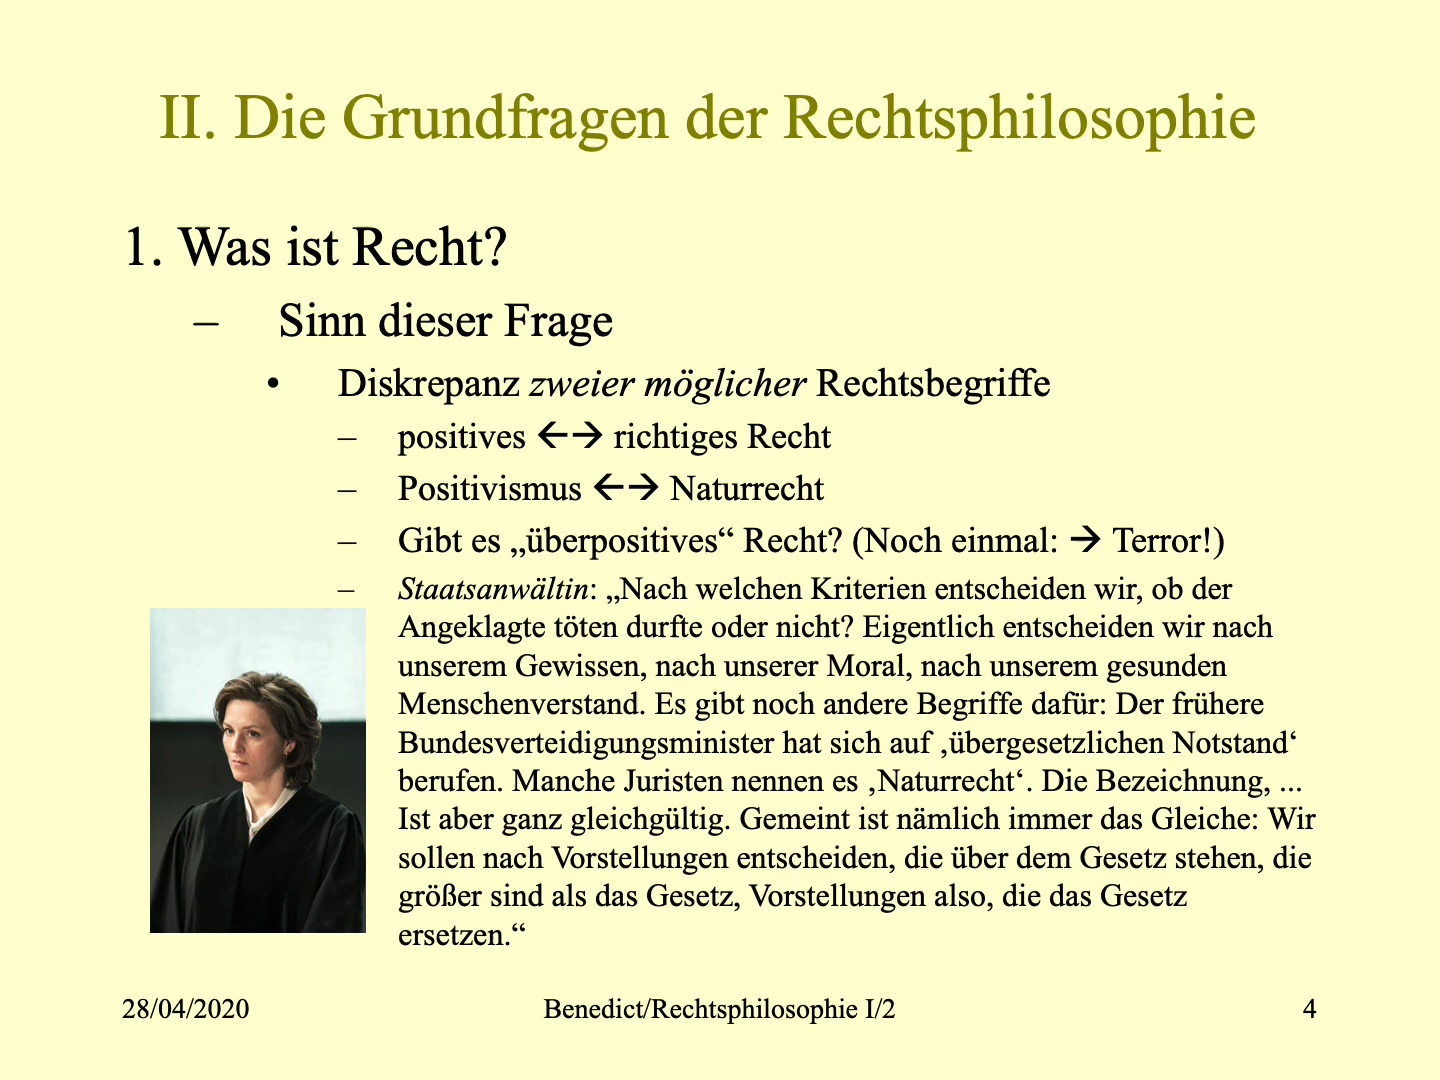 II. Die Grundfragen der Rechtsphilosophie
1. Was ist Recht?
– Sinn dieser Frage
• Diskrepanz zweier möglicher Rechtsbegriffe
– positives ←→ richtiges Recht
– Positivismus ←→ Naturrecht
– Gibt es „überpositives“ Recht? (Noch einmal: → Terror!)
– Staatsanwältin: „Nach welchen Kriterien entscheiden wir, ob der
Angeklagte töten durfte oder nicht? Eigentlich entscheiden wir nach
unserem Gewissen, nach unserer Moral, nach unserem gesunden
Menschenverstand. Es gibt noch andere Begriffe dafür: Der frühere
Bundesverteidigungsminister hat sich auf ‚übergesetzlichen Notstand‘
berufen. Manche Juristen nennen es ‚Naturrecht‘. Die Bezeichnung, ...
Ist aber ganz gleichgültig. Gemeint ist nämlich immer das Gleiche: Wir
sollen nach Vorstellungen entscheiden, die über dem Gesetz stehen, die
größer sind als das Gesetz, Vorstellungen also, die das Gesetz
ersetzen.“
28/04/2020 Benedict/Rechtsphilosophie I/2 4